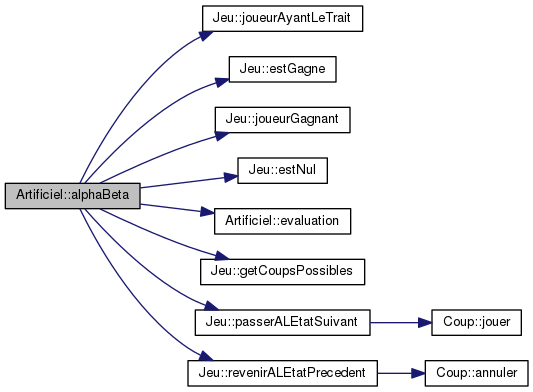 Jeu::joueurAyantLeTrait
Jeu::estGagne
Jeu::joueurGagnant
Jeu::estNul
Artificiel::alphaBeta
Artificiel::evaluation
Jeu::getCoupsPossibles
Jeu::passerALEtatSuivant
Coup::jouer
Jeu::revenirALEtatPrecedent
Coup::annuler